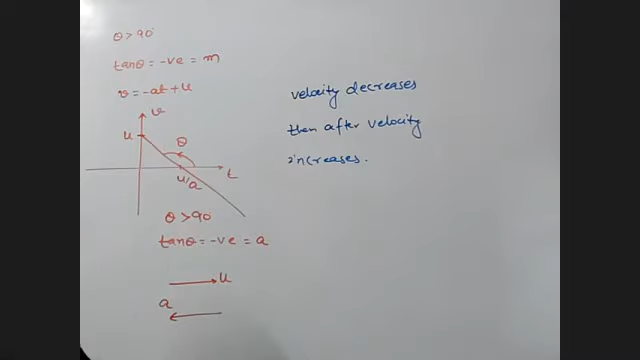 θ > 90°
tanθ = -ve = m
v = -at + u
v
u
θ
t
u/a
θ > 90°
tanθ = -ve = a
u
a
velocity decreases
then after velocity
increases.